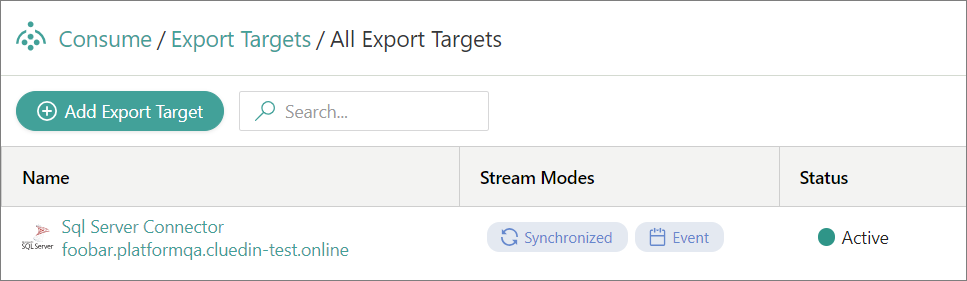 Consume / Export Targets / All Export Targets
Add Export Target
Search...
Name
Stream Modes
Status
SQL Server
Sql Server Connector
foobar.platformqa.cluedin-test.online
Synchronized
Event
Active